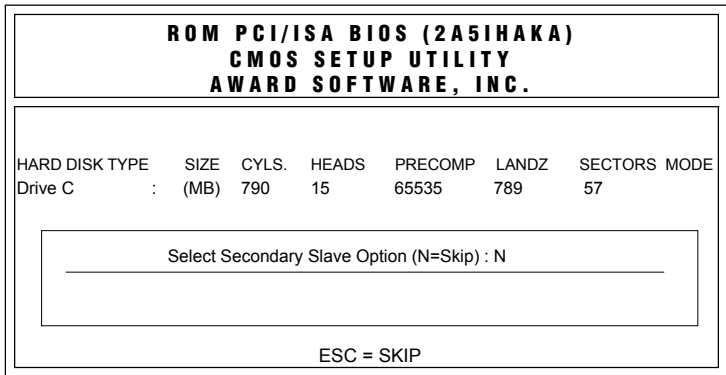 ROM PCI/ISA BIOS (2A5IHAKA)
CMOS SETUP UTILITY
AWARD SOFTWARE, INC.
HARD DISK TYPE SIZE CYLS. HEADS PRECOMP LANDZ SECTORS MODE
Drive C : (MB) 790 15 65535 789 57
Select Secondary Slave Option (N=Skip) : N
ESC = SKIP